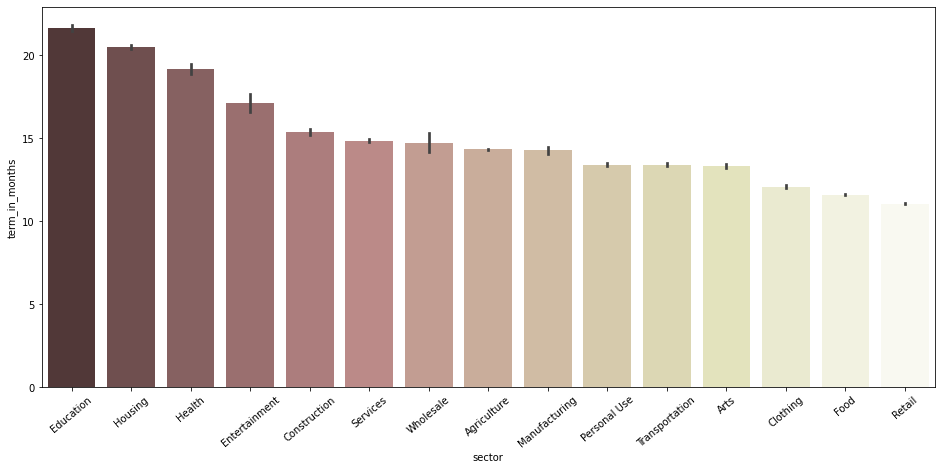 20
15
10
5
0
term_in_months
Education
Housing
Health
Entertainment
Construction
Services
Wholesale
Agriculture
Manufacturing
Personal Use
Transportation
Arts
Clothing
Food
Retail
sector